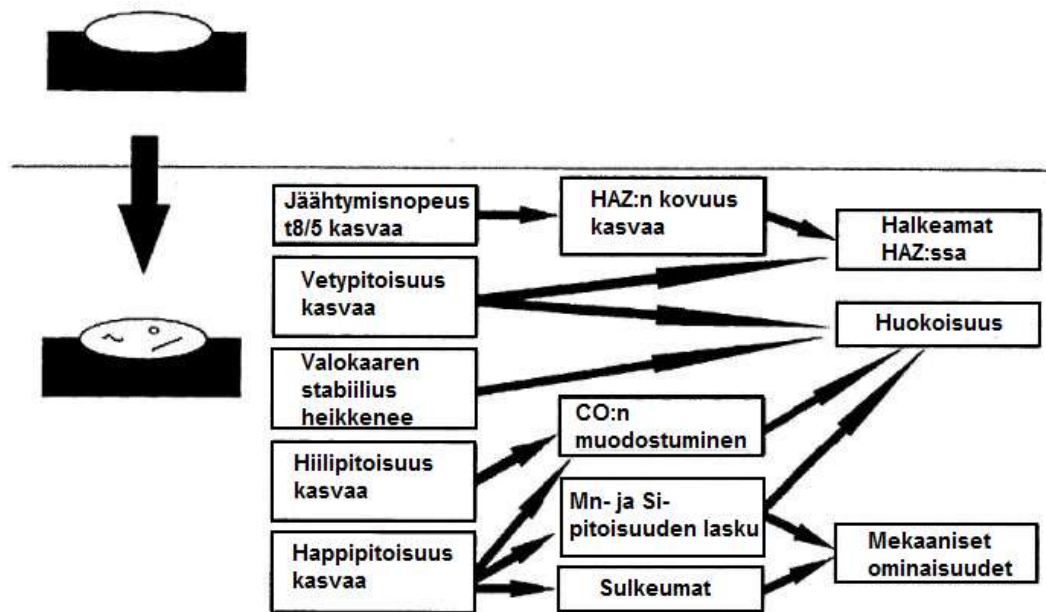 Jäähtymisnopeus
t8/5 kasvaa
HAZ:n kovuus
kasvaa
Halkeamat
HAZ:ssa
Vetypitoisuus
kasvaa
Huokoisuus
Valokaaren
stabiilius
heikkenee
CO:n
muodostuminen
Hiilipitoisuus
kasvaa
Mn- ja Si-
pitoisuuden lasku
Happipitoisuus
kasvaa
Mekaaniset
ominaisuudet
Sulkeumat